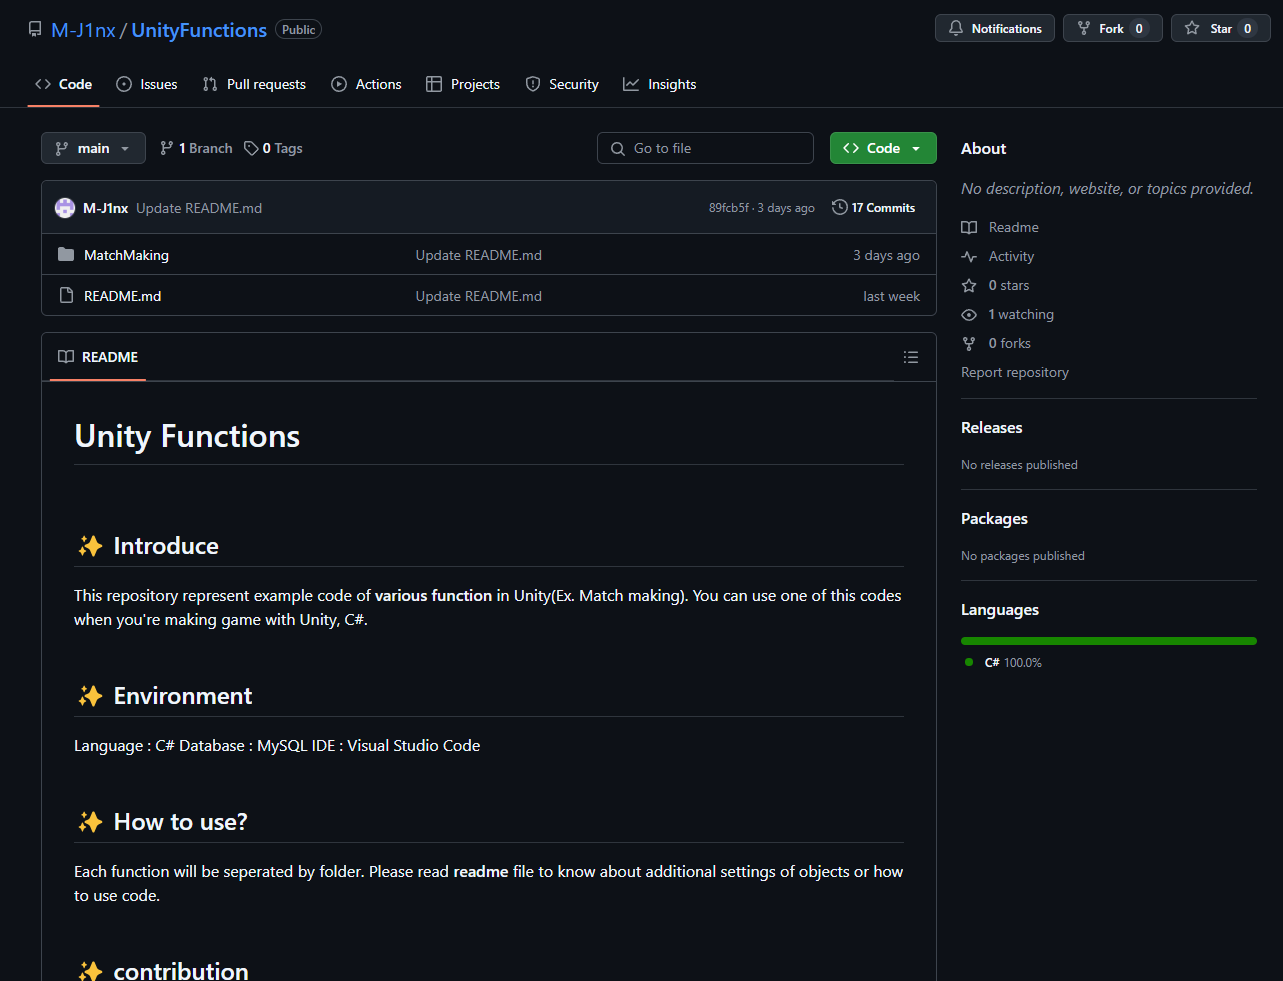 M-J1nx / UnityFunctions Public
Notifications
Fork 0
Star 0
Code
Issues
Pull requests
Actions
Projects
Security
Insights
main
1 Branch
0 Tags
Go to file
Code
M-J1nx Update README.md
89fcb5f · 3 days ago
17 Commits
MatchMaking Update README.md 3 days ago
README.md Update README.md last week
README
Unity Functions
✨ Introduce
This repository represent example code of various function in Unity(Ex. Match making). You can use one of this codes
when you're making game with Unity, C#.
✨ Environment
Language : C# Database : MySQL IDE : Visual Studio Code
✨ How to use?
Each function will be seperated by folder. Please read readme file to know about additional settings of objects or how
to use code.
✨ contribution
About
No description, website, or topics provided.
Readme
Activity
0 stars
1 watching
0 forks
Report repository
Releases
No releases published
Packages
No packages published
Languages
C# 100.0%